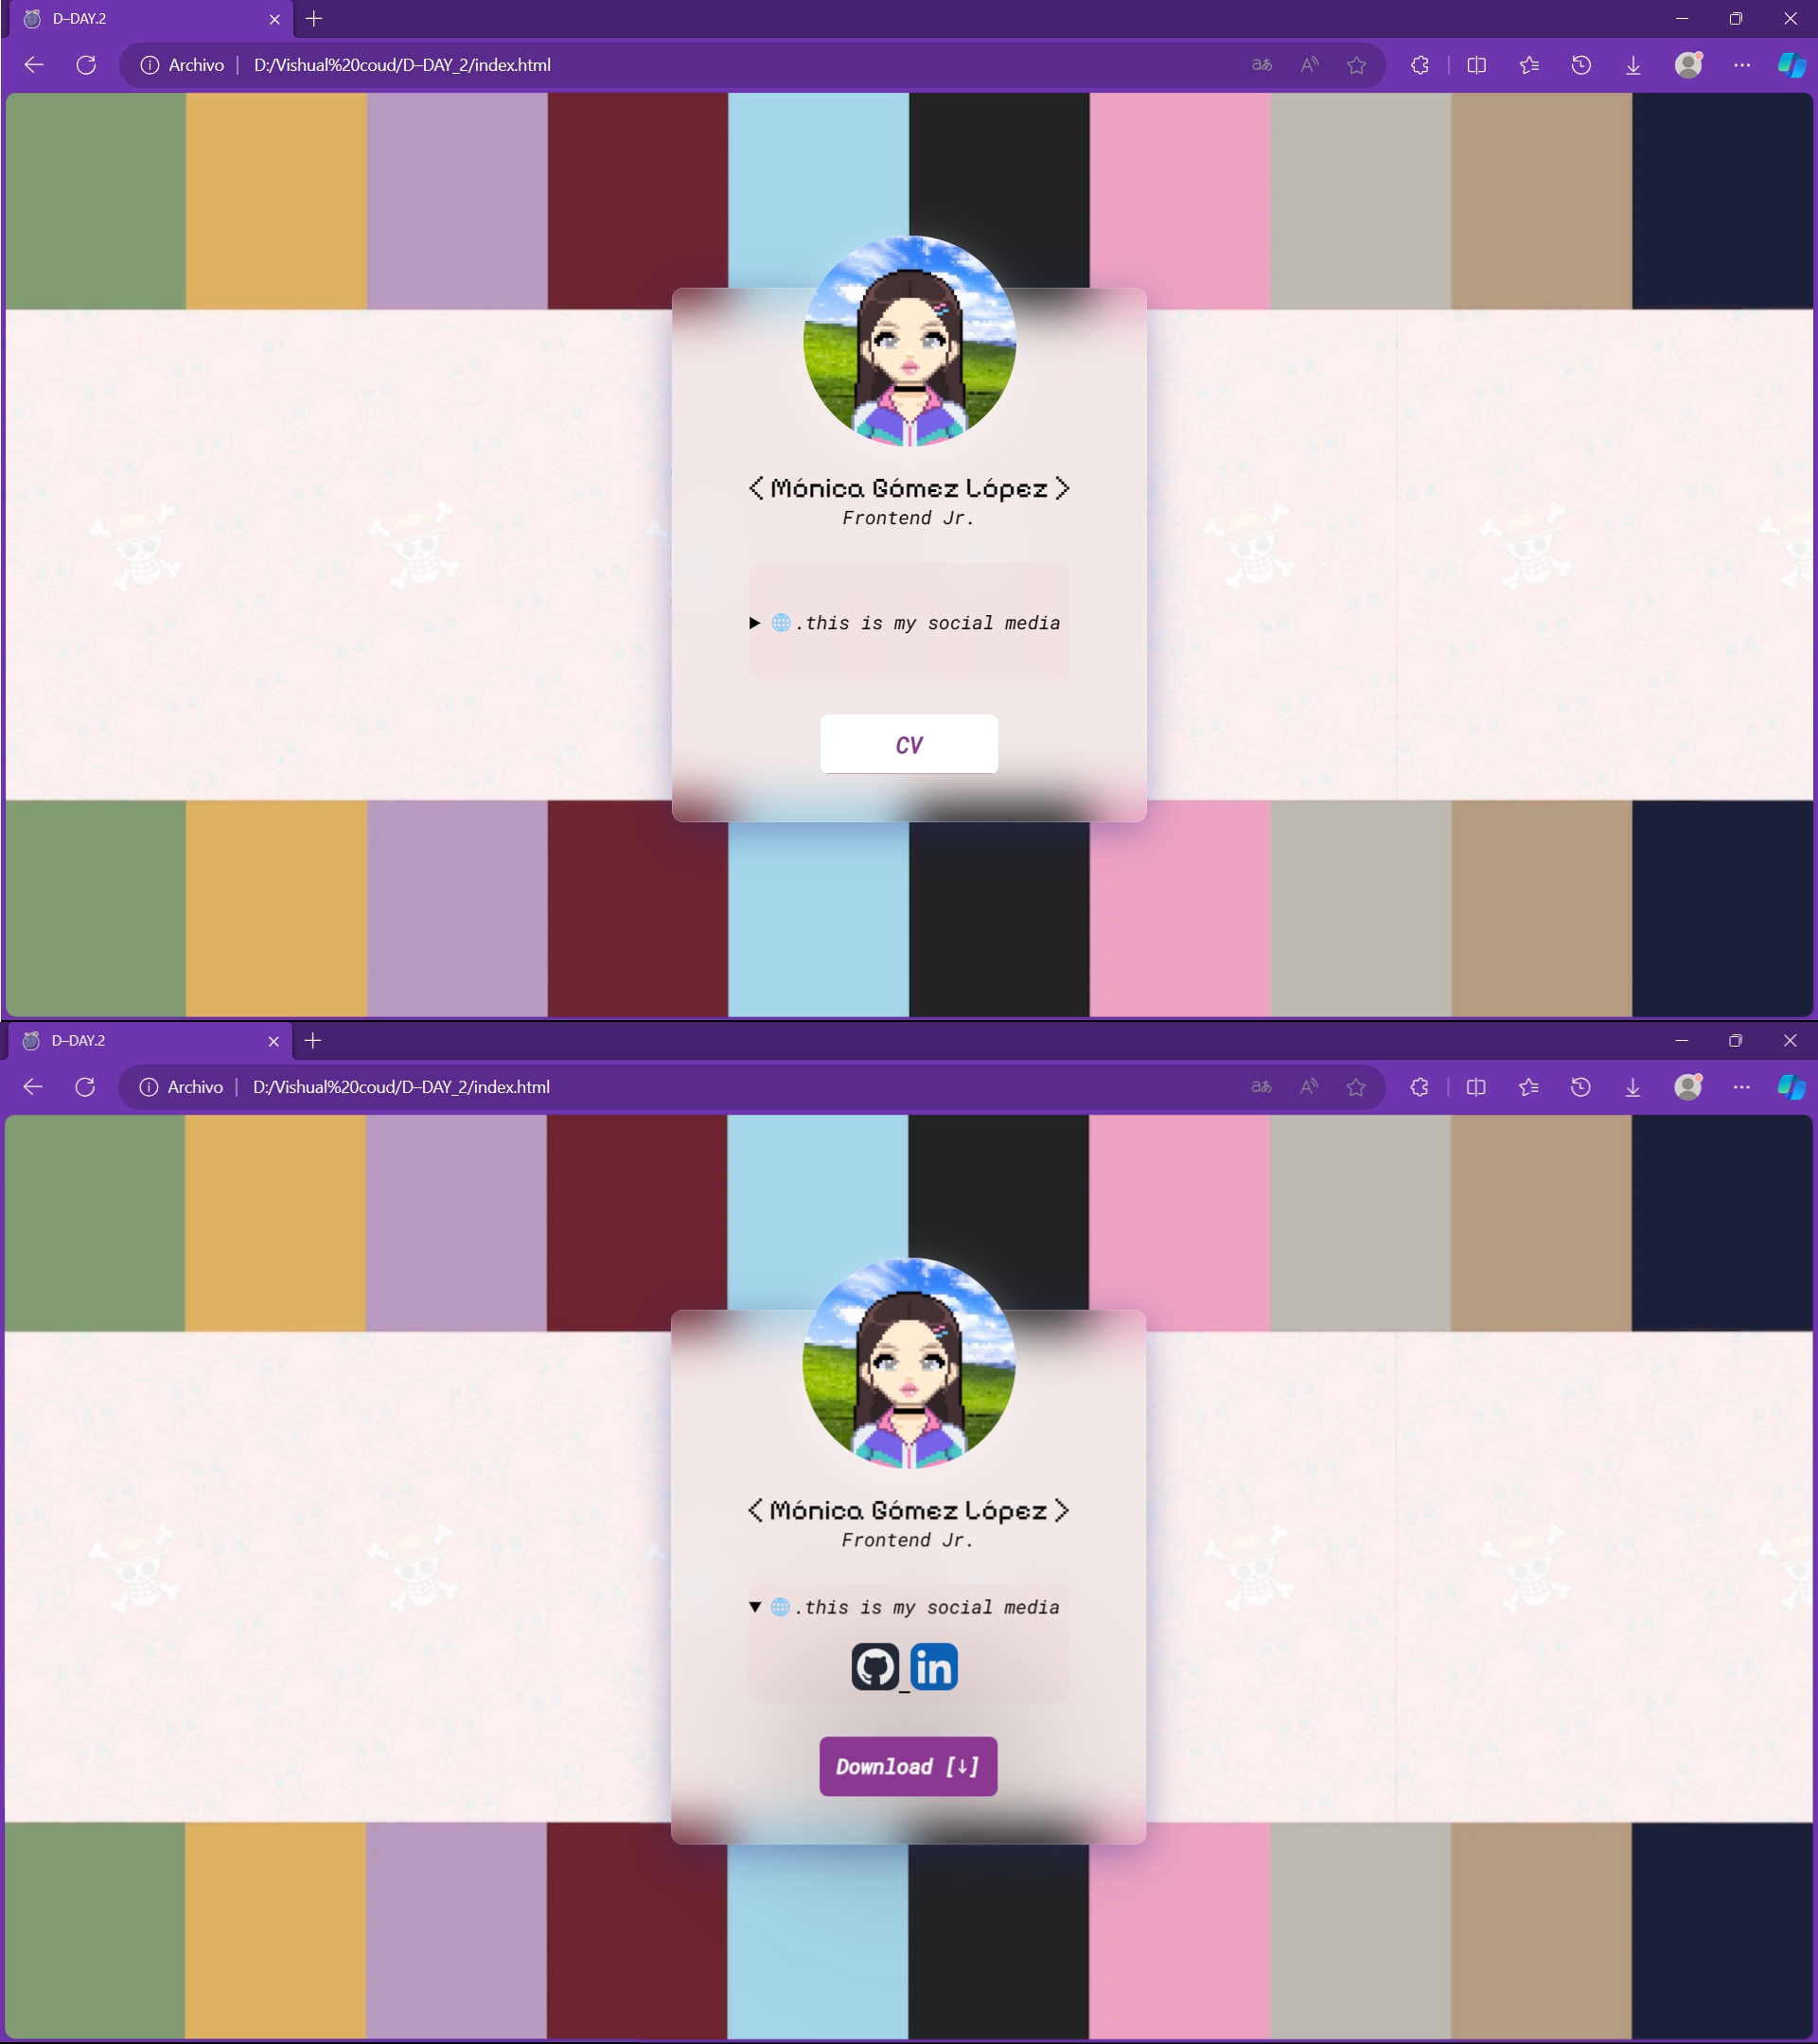 D-DAY.2
Archivo | D:/Vishual%20coud/D-DAY_2/index.html
<Mónica Gómez López>
Frontend Jr.
.this is my social media
CV
D-DAY.2
Archivo | D:/Vishual%20coud/D-DAY_2/index.html
<Mónica Gómez López>
Frontend Jr.
.this is my social media
in
Download [↓]